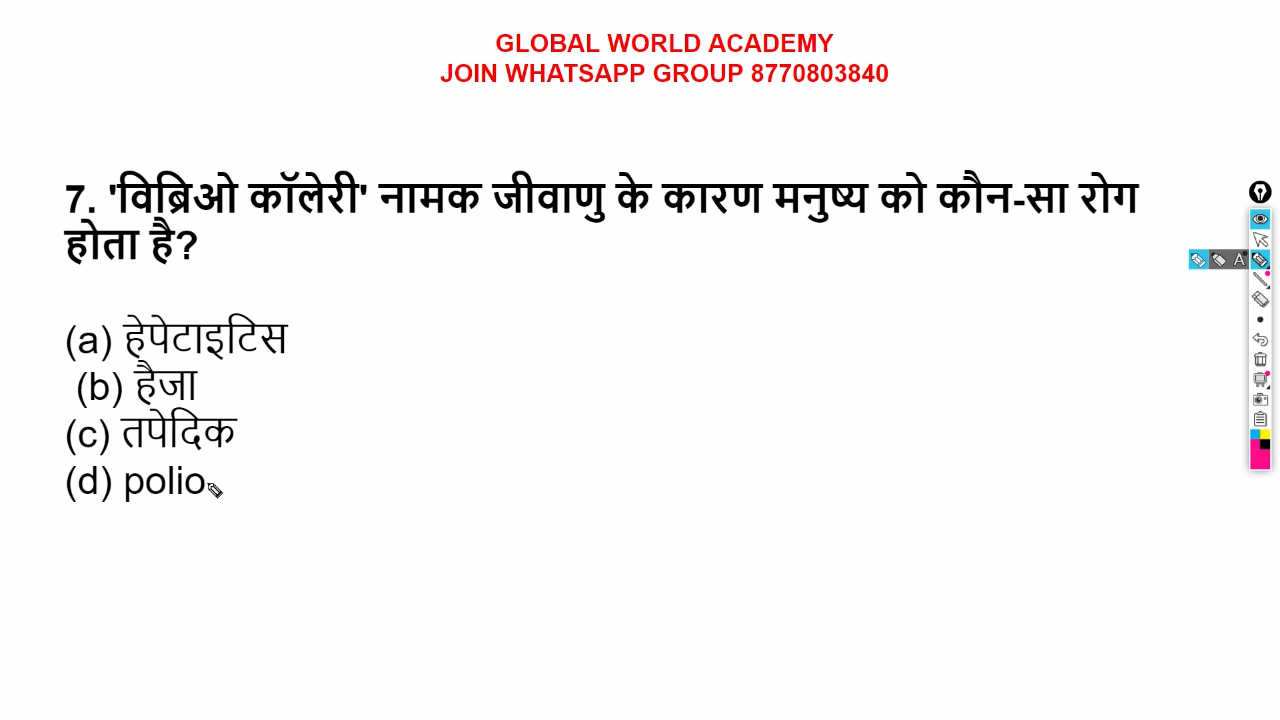 GLOBAL WORLD ACADEMY
JOIN WHATSAPP GROUP 8770803840
7. 'विब्रिओ कॉलेरी' नामक जीवाणु के कारण मनुष्य को कौन-सा रोग
होता है?
(a) हेपेटाइटिस
(b) हैजा
(c) तपेदिक
(d) polio
A